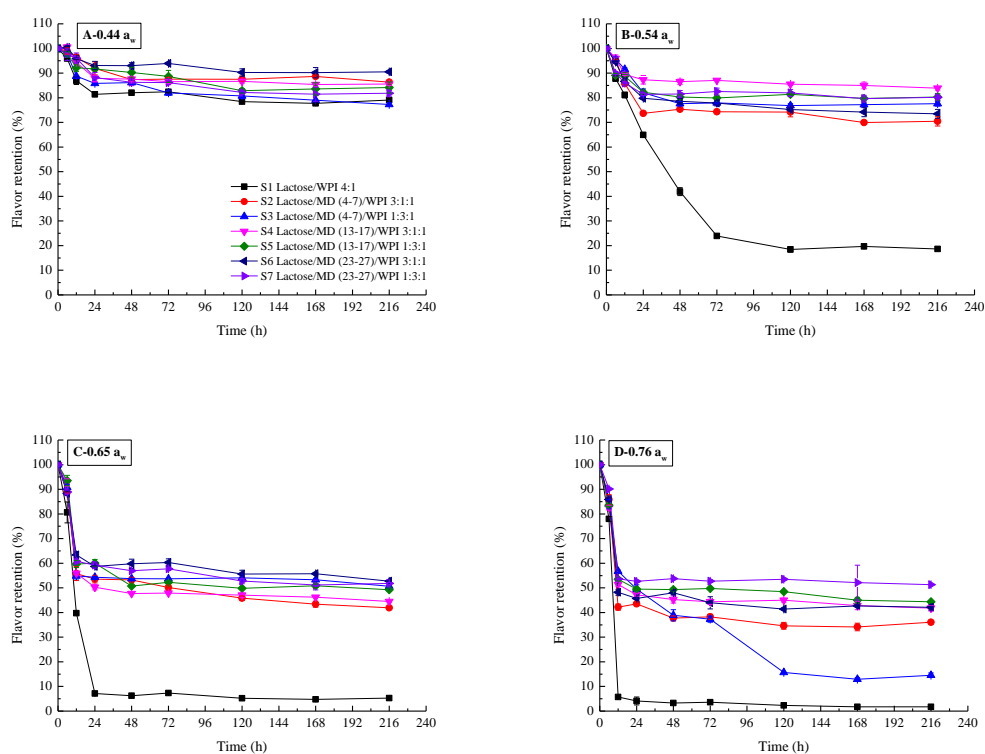 A-0.44 aw
110
100
90
80
70
60
50
40
30
20
10
0
Flavor retention (%)
S1 Lactose/WPI 4:1
S2 Lactose/MD (4-7)/WPI 3:1:1
S3 Lactose/MD (4-7)/WPI 1:3:1
S4 Lactose/MD (13-17)/WPI 3:1:1
S5 Lactose/MD (13-17)/WPI 1:3:1
S6 Lactose/MD (23-27)/WPI 3:1:1
S7 Lactose/MD (23-27)/WPI 1:3:1
0 24 48 72 96 120 144 168 192 216 240
Time (h)
B-0.54 aw
110
100
90
80
70
60
50
40
30
20
10
0
Flavor retention (%)
0 24 48 72 96 120 144 168 192 216 240
Time (h)
C-0.65 aw
110
100
90
80
70
60
50
40
30
20
10
0
Flavor retention (%)
0 24 48 72 96 120 144 168 192 216 240
Time (h)
D-0.76 aw
110
100
90
80
70
60
50
40
30
20
10
0
Flavor retention (%)
0 24 48 72 96 120 144 168 192 216 240
Time (h)